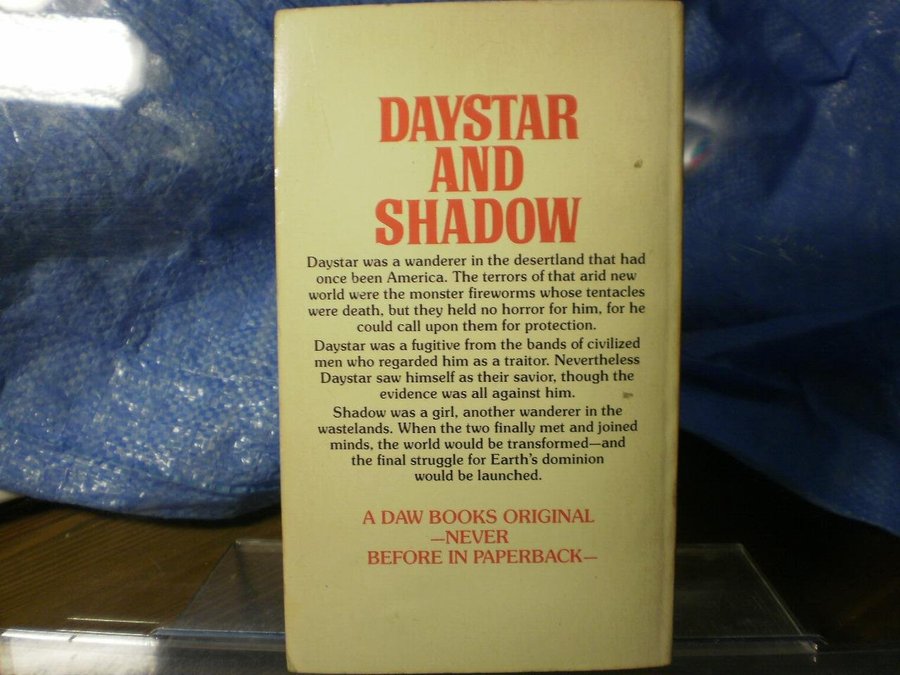 DAYSTAR
AND
SHADOW
Daystar was a wanderer in the desertland that had
once been America. The terrors of that arid new
world were the monster fireworms whose tentacles
were death, but they held no horror for him, for he
could call upon them for protection.
Daystar was a fugitive from the bands of civilized
men who regarded him as a traitor. Nevertheless
Daystar saw himself as their savior, though the
evidence was all against him.
Shadow was a girl, another wanderer in the
wastelands. When the two finally met and joined
minds, the world would be transformed—and
the final struggle for Earth's dominion
would be launched.
A DAW BOOKS ORIGINAL
—NEVER
BEFORE IN PAPERBACK—